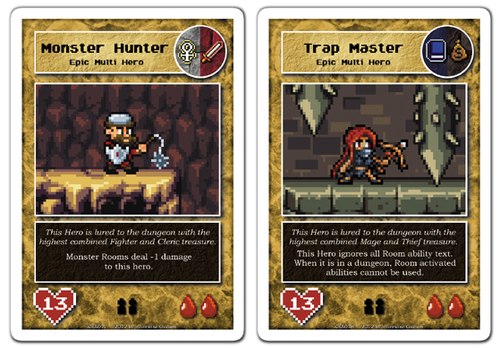 Monster Hunter
Epic Multi Hero
This Hero is lured to the dungeon with the
highest combined Fighter and Cleric treasure.
Monster Rooms deal -1 damage
to this hero.
13
Trap Master
Epic Multi Hero
This Hero is lured to the dungeon with the
highest combined Mage and Thief treasure.
This Hero ignores all Room ability text.
When it is in a dungeon, Room activated
abilities cannot be used.
13